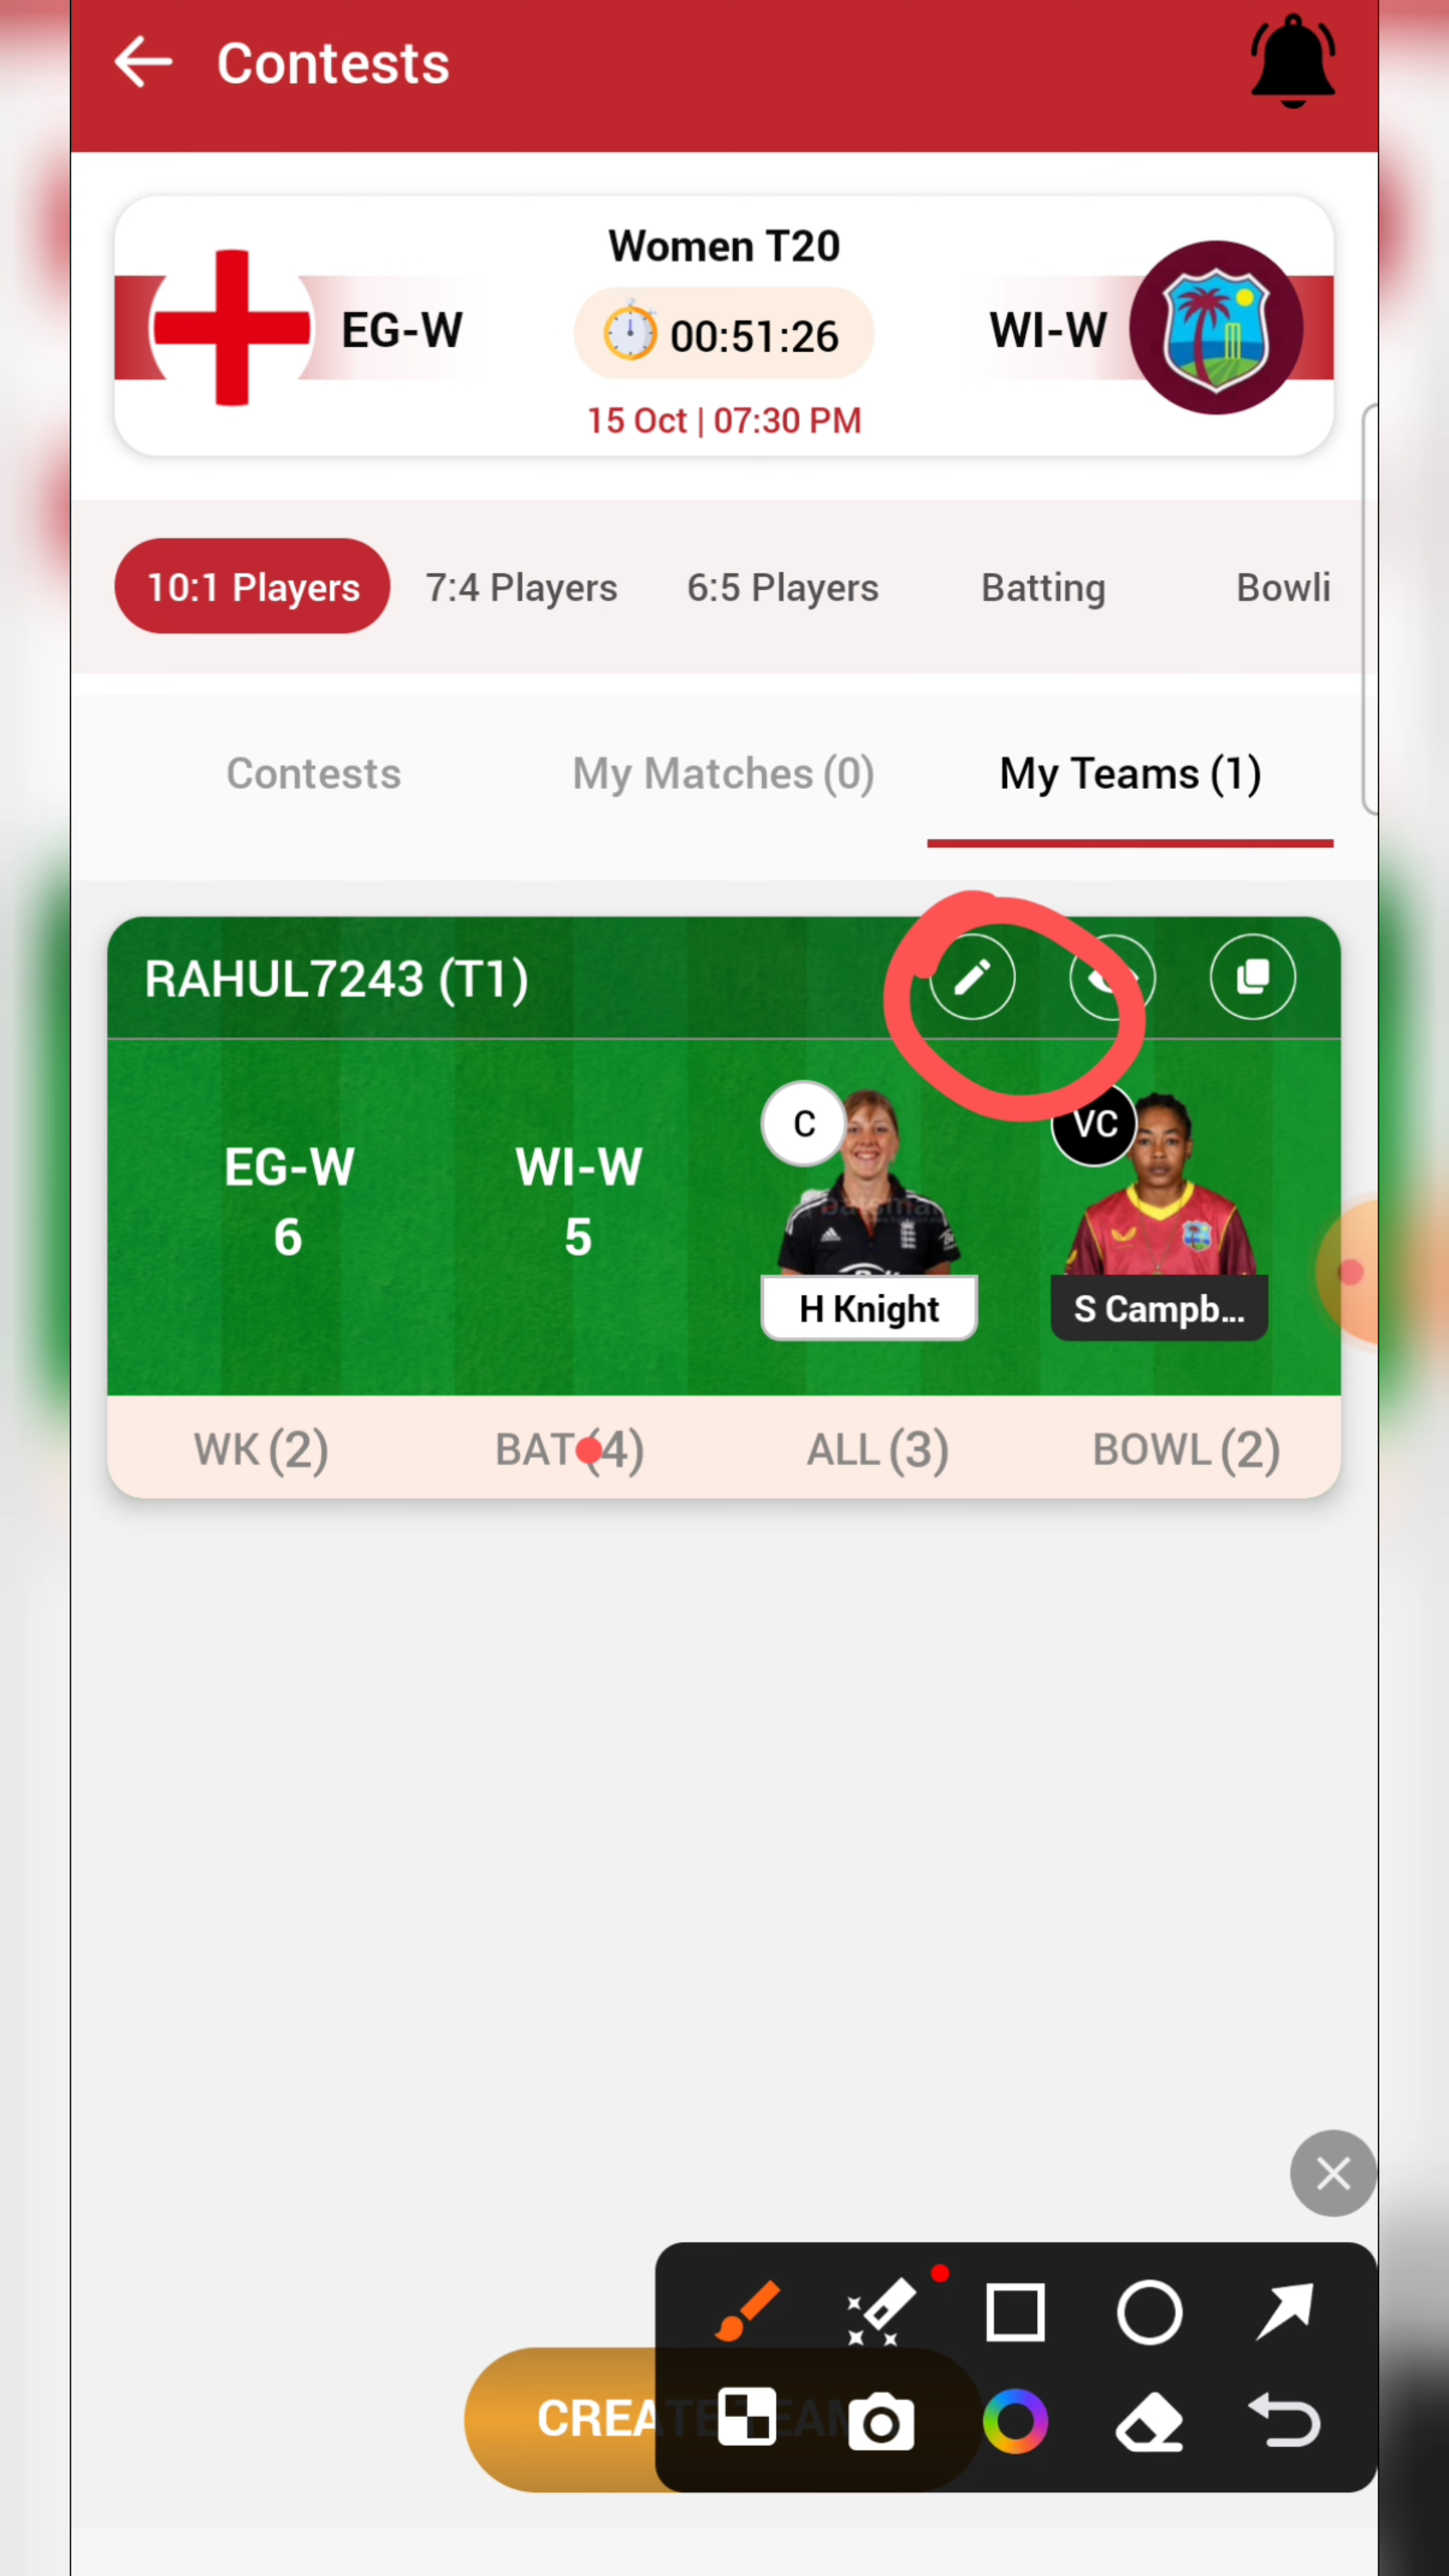 Contests
Women T20
EG-W
00:51:26
WI-W
15 Oct | 07:30 PM
10:1 Players
7:4 Players
6:5 Players
Batting
Bowli
Contests
My Matches (0)
My Teams (1)
RAHUL7243 (T1)
C
VC
EG-W
WI-W
6
5
H Knight
S Campb...
WK (2)
BAT (4)
ALL (3)
BOWL (2)
CREATE TEAM